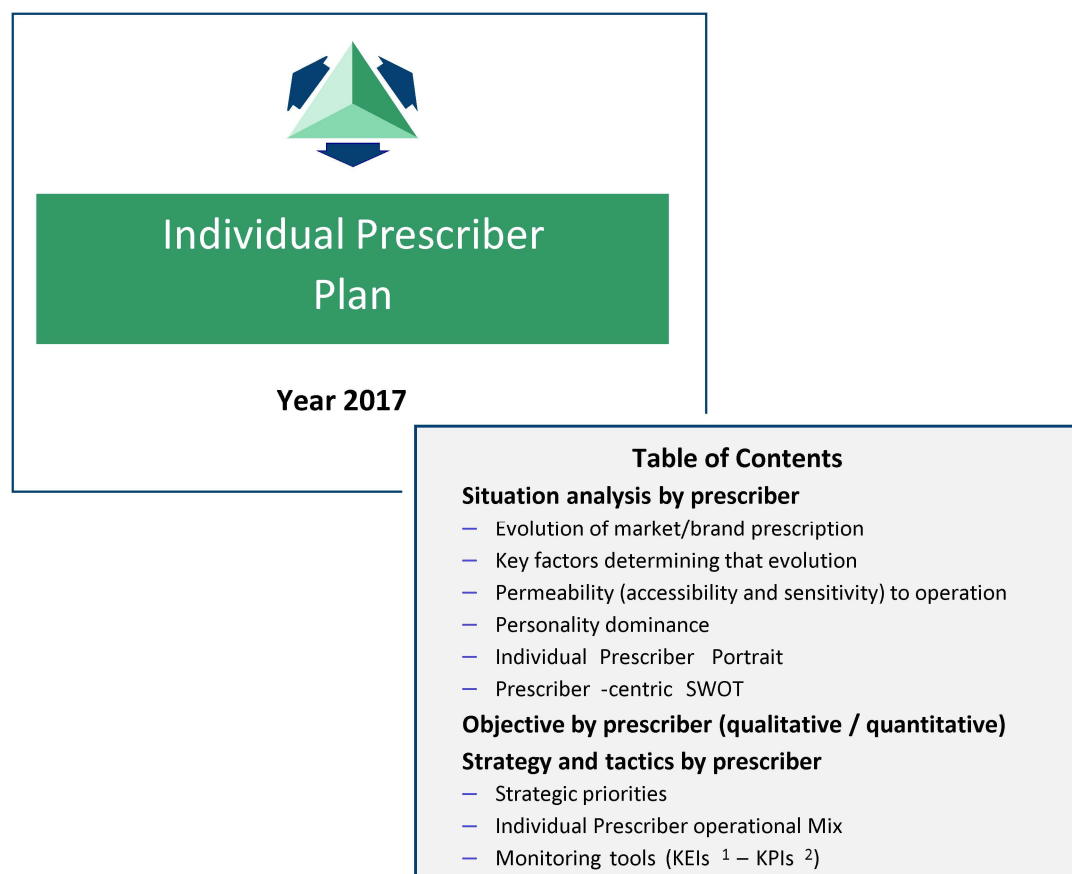 Individual Prescriber
Plan
Year 2017
Table of Contents
Situation analysis by prescriber
– Evolution of market/brand prescription
– Key factors determining that evolution
– Permeability (accessibility and sensitivity) to operation
– Personality dominance
– Individual Prescriber Portrait
– Prescriber -centric SWOT
Objective by prescriber (qualitative / quantitative)
Strategy and tactics by prescriber
– Strategic priorities
– Individual Prescriber operational Mix
– Monitoring tools (KEIs 1 – KPIs 2)